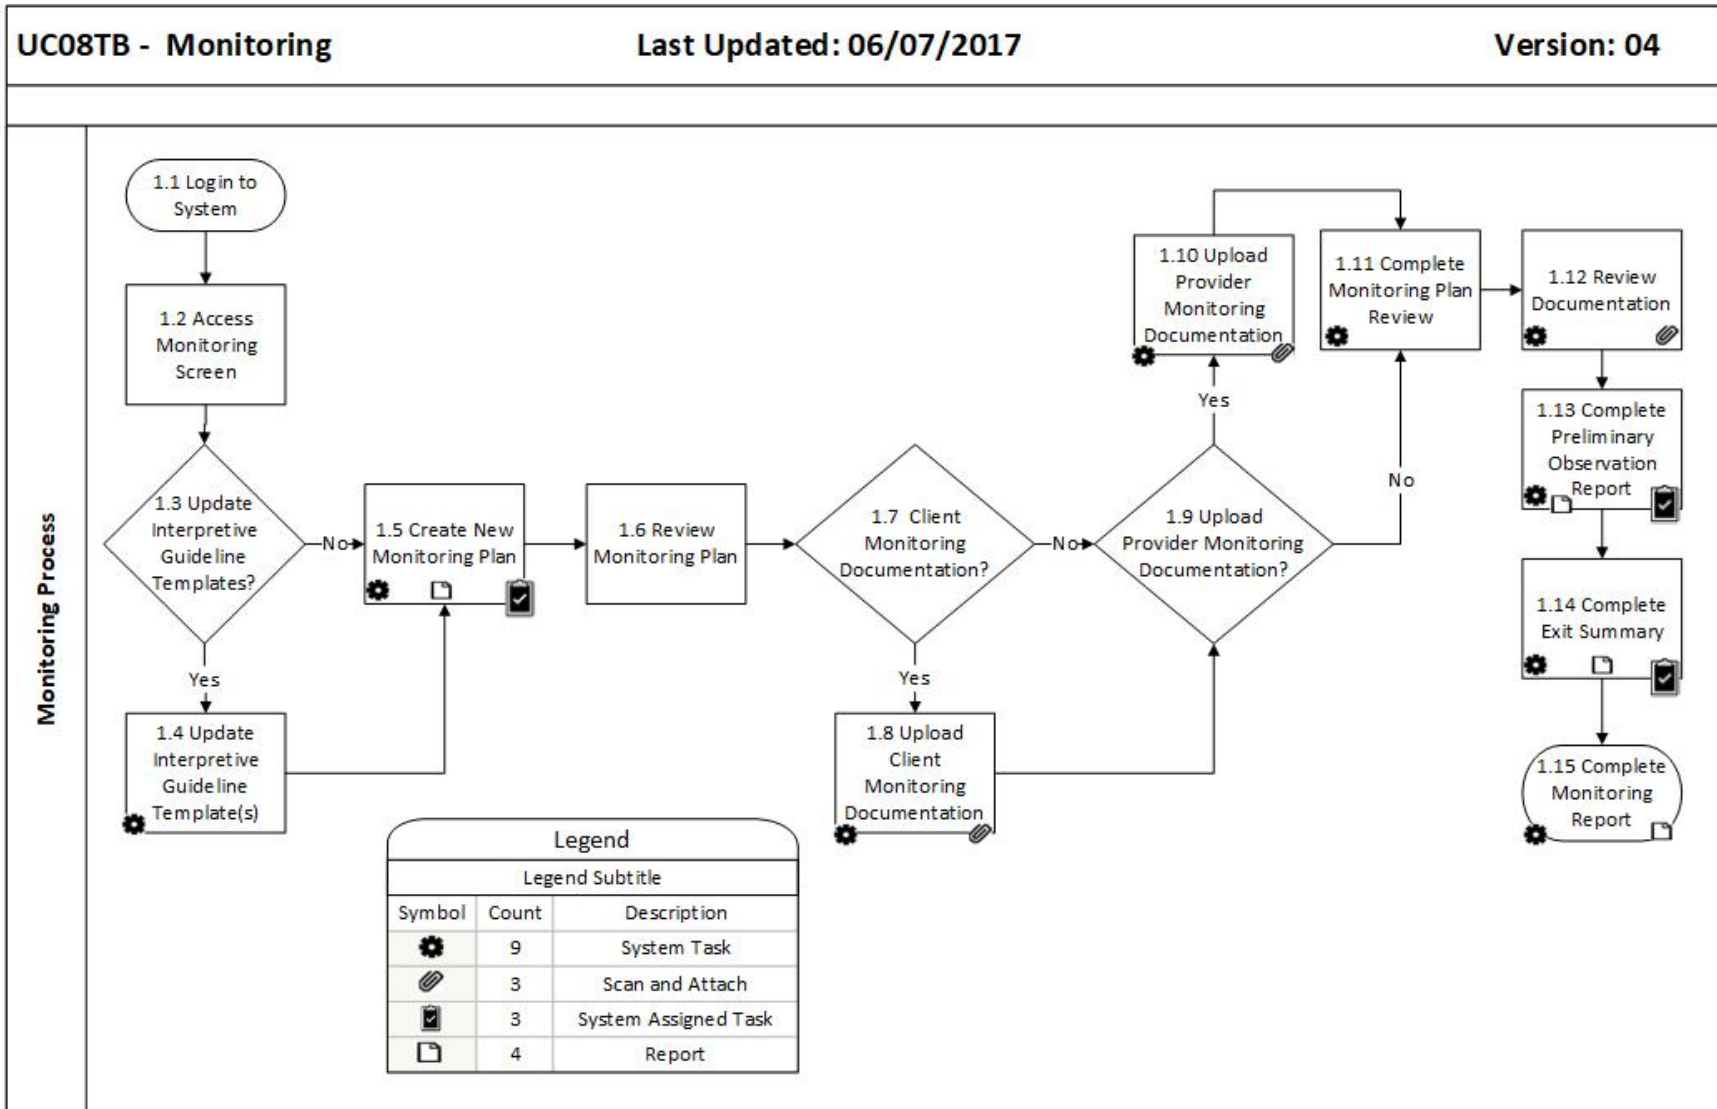 UC08TB - Monitoring
Last Updated: 06/07/2017
Version: 04
Monitoring Process
1.1 Login to
System
1.2 Access
Monitoring
Screen
1.3 Update
Interpretive
Guideline
Templates?
No
Yes
1.4 Update
Interpretive
Guideline
Template(s)
1.5 Create New
Monitoring Plan
1.6 Review
Monitoring Plan
1.7 Client
Monitoring
Documentation?
No
Yes
1.8 Upload
Client
Monitoring
Documentation
1.9 Upload
Provider Monitoring
Documentation?
Yes
No
1.10 Upload
Provider
Monitoring
Documentation
1.11 Complete
Monitoring Plan
Review
1.12 Review
Documentation
1.13 Complete
Preliminary
Observation
Report
1.14 Complete
Exit Summary
1.15 Complete
Monitoring
Report
Legend
Legend Subtitle
Symbol Count Description
9 System Task
3 Scan and Attach
3 System Assigned Task
4 Report